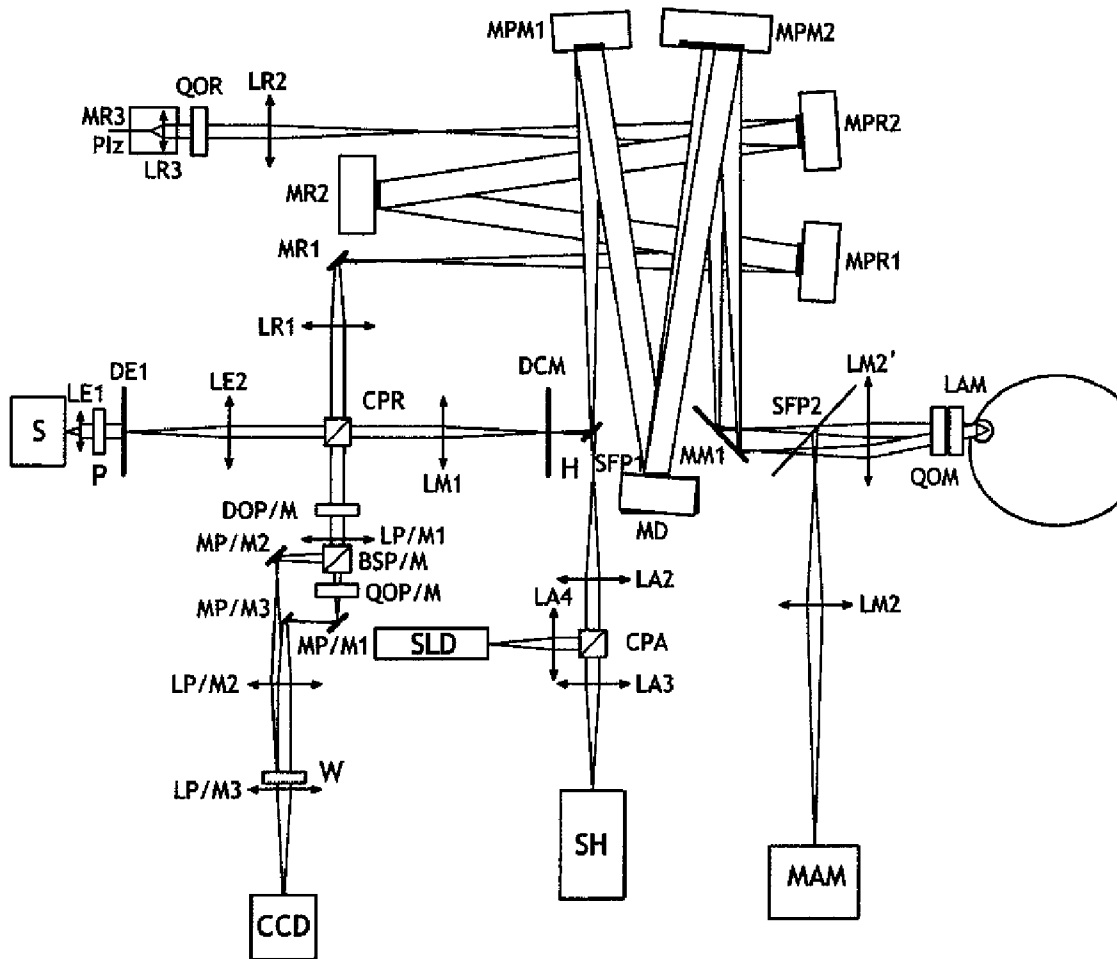 MPM1
MPM2
QOR
LR2
MR3
Plz
LR3
MPR2
MR2
MR1
MPR1
LR1
DE1
LE1
LE2
CPR
DCM
LM2'
LAM
S
SFP2
P
LM1
H
SFP1
MM1
QOM
DOP/M
MD
MP/M2
LP/M1
BSP/M
QOP/M
LA4
LA2
MP/M3
MP/M1
SLD
CPA
LM2
LP/M2
LA3
W
LP/M3
SH
MAM
CCD